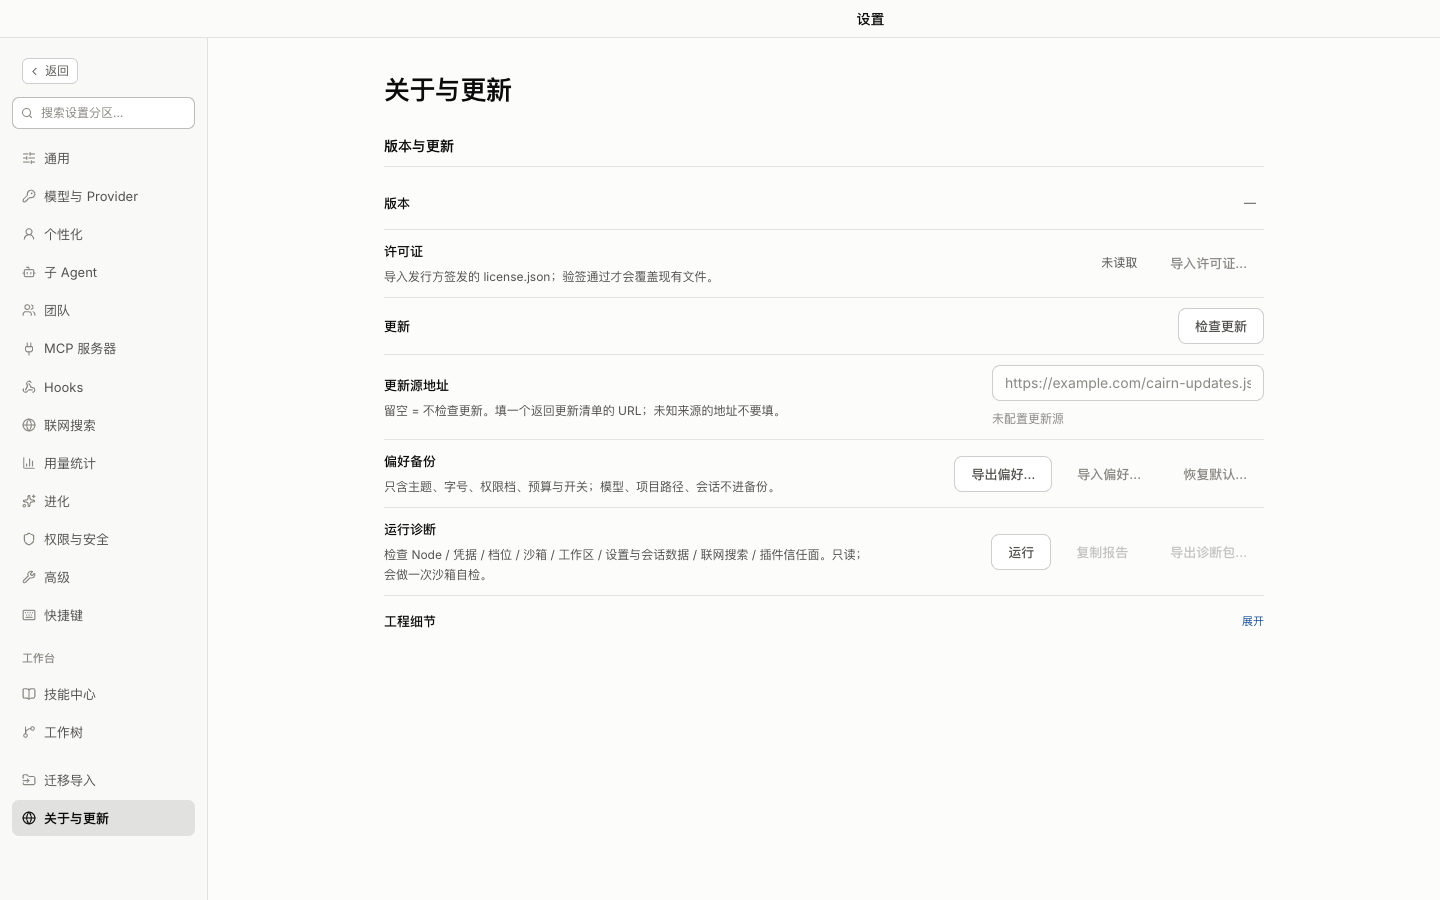 设置
返回
搜索设置分区...
通用
模型与 Provider
个性化
子 Agent
团队
MCP 服务器
Hooks
联网搜索
用量统计
进化
权限与安全
高级
快捷键
工作台
技能中心
工作树
迁移导入
关于与更新
关于与更新
版本与更新
版本
—
许可证
导入发行方签发的 license.json；验签通过才会覆盖现有文件。
未读取
导入许可证...
更新
检查更新
更新源地址
留空 = 不检查更新。填一个返回更新清单的 URL；未知来源的地址不要填。
https://example.com/cairn-updates.js
未配置更新源
偏好备份
只含主题、字号、权限档、预算与开关；模型、项目路径、会话不进备份。
导出偏好...
导入偏好...
恢复默认...
运行诊断
检查 Node / 凭据 / 档位 / 沙箱 / 工作区 / 设置与会话数据 / 联网搜索 / 插件信任面。只读；
会做一次沙箱自检。
运行
复制报告
导出诊断包...
工程细节
展开